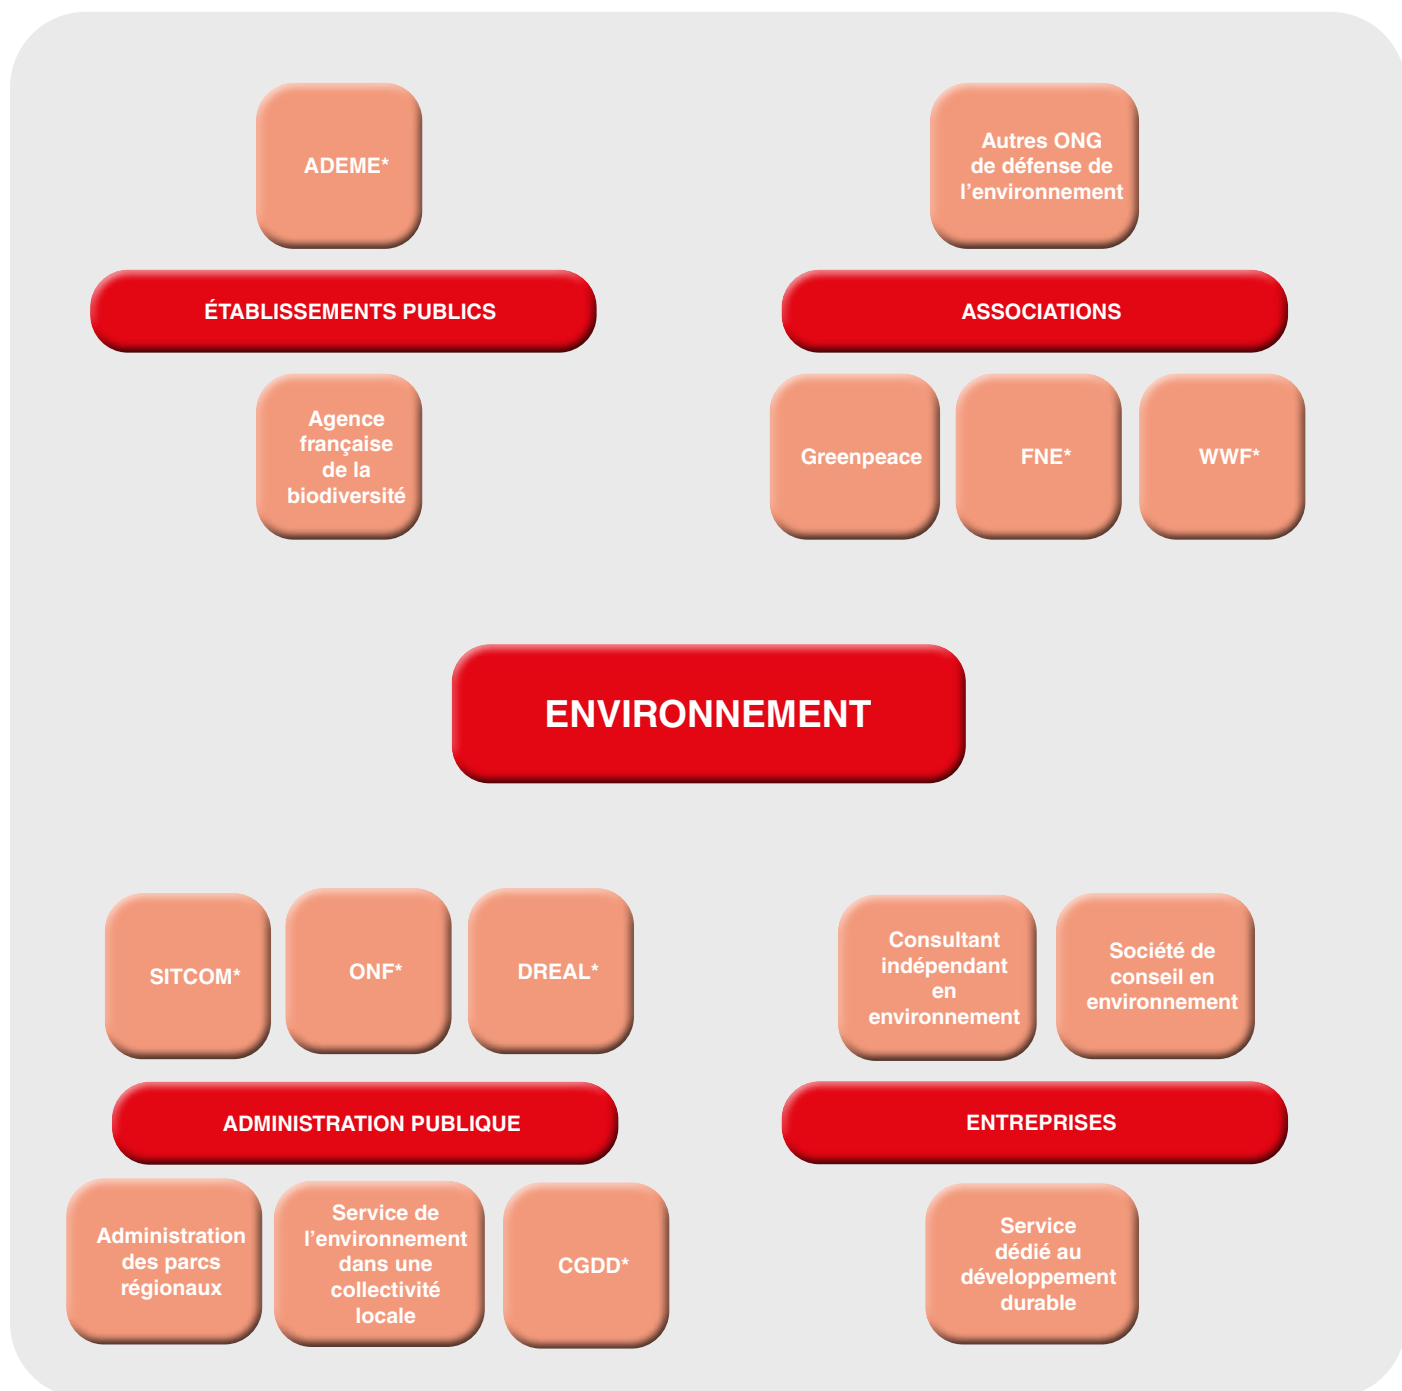 ADEME*
ÉTABLISSEMENTS PUBLICS
Agence
française
de la
biodiversité
Autres ONG
de défense de
l’environnement
ASSOCIATIONS
Greenpeace
FNE*
WWF*
ENVIRONNEMENT
SITCOM*
ONF*
DREAL*
ADMINISTRATION PUBLIQUE
Administration
des parcs
régionaux
Service de
l’environnement
dans une
collectivité
locale
CGDD*
Consultant
indépendant
en
environnement
Société de
conseil en
environnement
ENTREPRISES
Service
dédié au
développement
durable